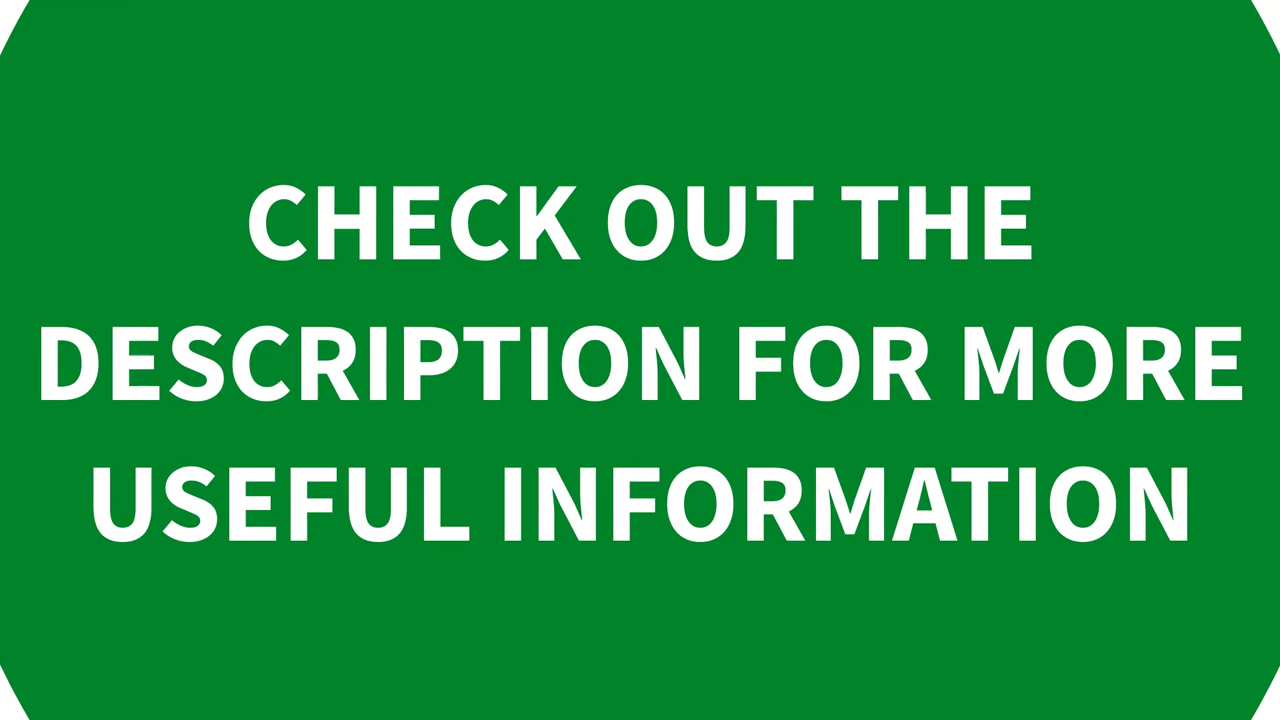 CHECK OUT THE
DESCRIPTION FOR MORE
USEFUL INFORMATION